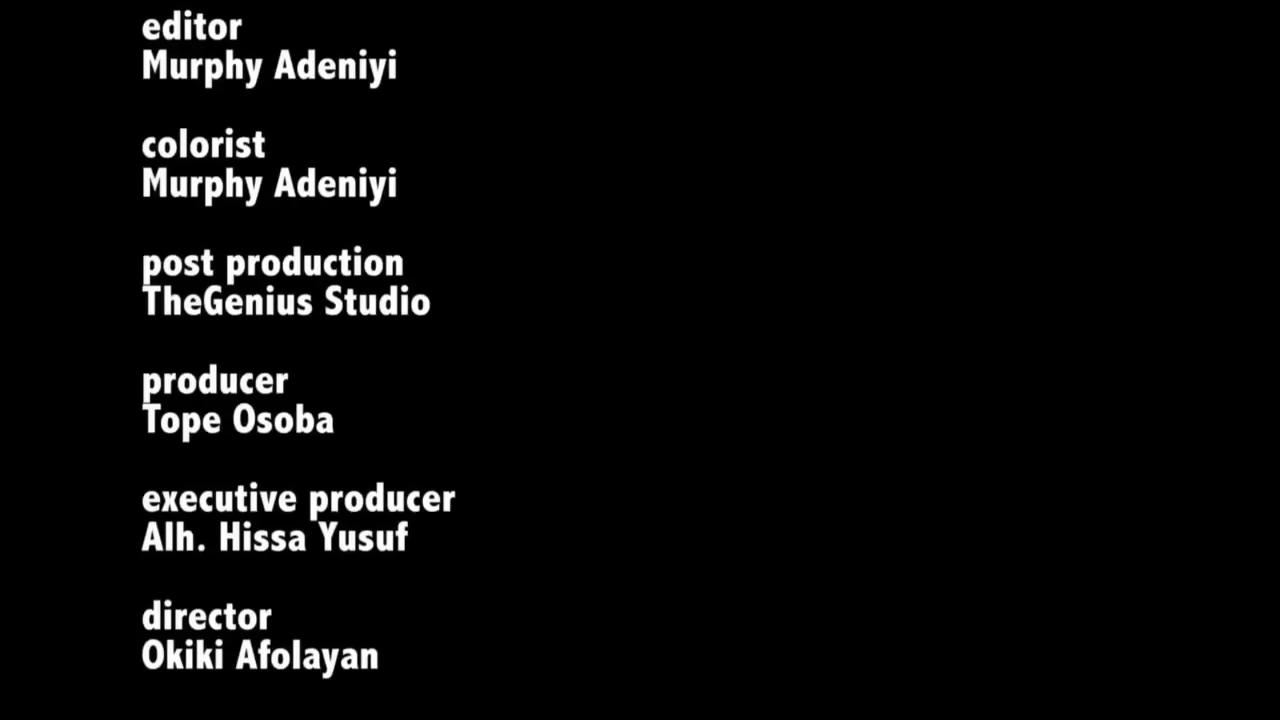 editor
Murphy Adeniyi
colorist
Murphy Adeniyi
post production
TheGenius Studio
producer
Tope Osoba
executive producer
Alh. Hissa Yusuf
director
Okiki Afolayan